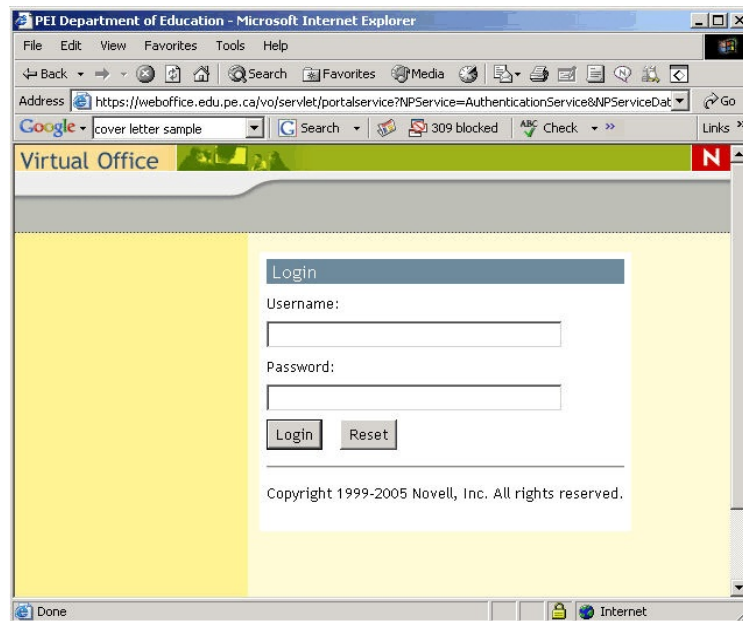 PEI Department of Education - Microsoft Internet Explorer
File Edit View Favorites Tools Help
Back Search Favorites Media
Address https://weboffice.edu.pe.ca/vo/servlet/portalservice?NPService=AuthenticationService&NPServiceDat Go
Google cover letter sample G Search 309 blocked ABC Check » Links »
Virtual Office N
Login
Username:
Password:
Login Reset
Copyright 1999-2005 Novell, Inc. All rights reserved.
Done Internet